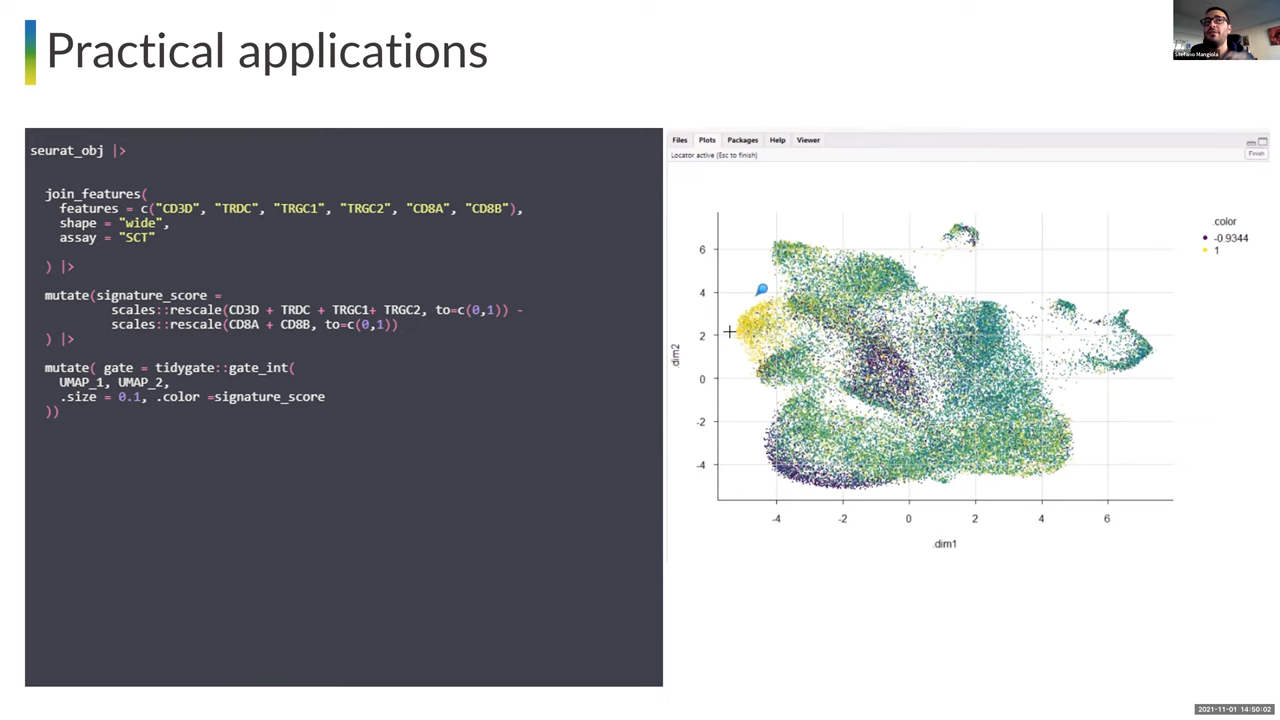 Practical applications
Stefano Mangiola
seurat_obj |>
join_features(
features = c("CD3D", "TRDC", "TRGC1", "TRGC2", "CD8A", "CD8B"),
shape = "wide",
assay = "SCT"
) |>
mutate(signature_score =
scales::rescale(CD3D + TRDC + TRGC1+ TRGC2, to=c(0,1)) -
scales::rescale(CD8A + CD8B, to=c(0,1))
) |>
mutate( gate = tidygate::gate_int(
UMAP_1, UMAP_2,
.size = 0.1, .color =signature_score
))
Files Plots Packages Help Viewer
Locator active (Esc to finish)
Finish
.color
-0.9344
1
6
4
2
0
-2
-4
.dim2
-4 -2 0 2 4 6
.dim1
2021-11-01 14:50:02